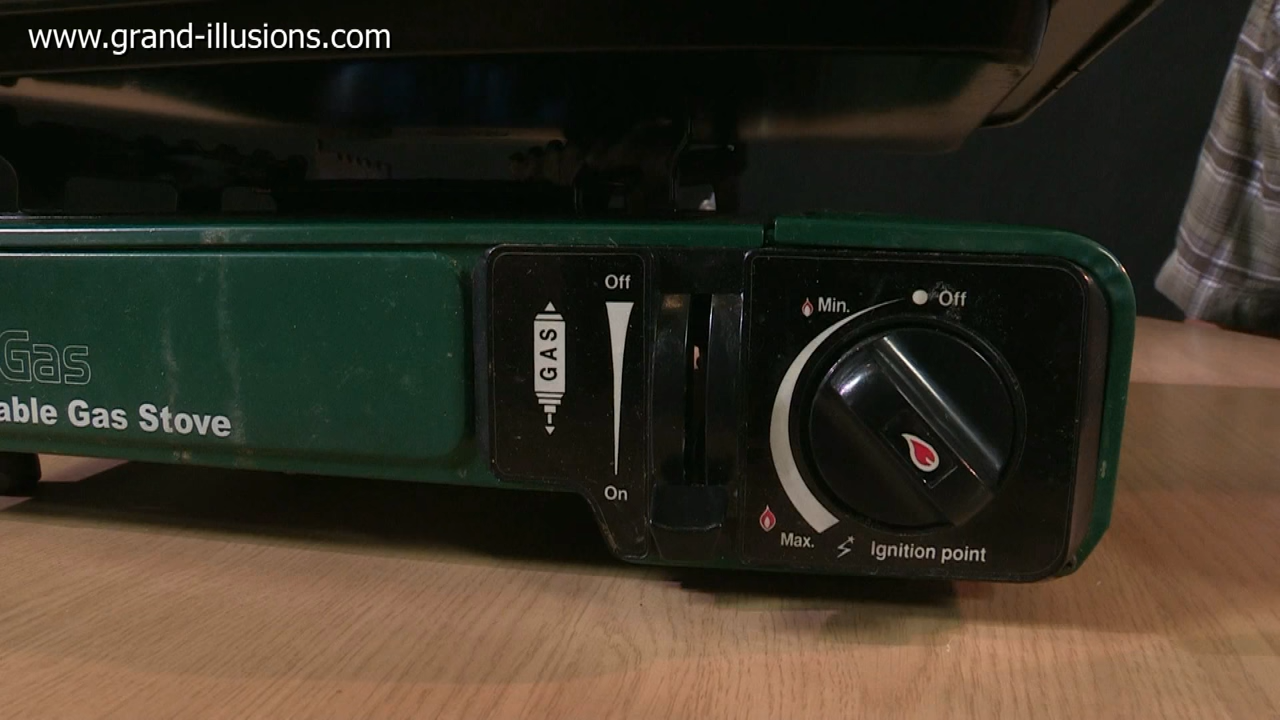 www.grand-illusions.com
Gas
able Gas Stove
GAS
Off
On
Min.
Off
Max.
Ignition point